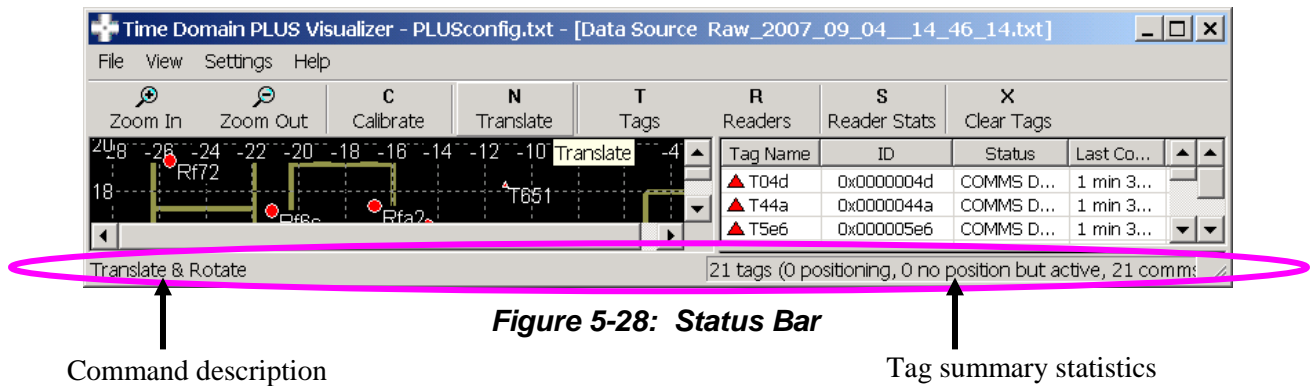 Time Domain PLUS Visualizer - PLUSconfig.txt - [Data Source Raw_2007_09_04__14_46_14.txt]
File View Settings Help
Zoom In Zoom Out C Calibrate N Translate T Tags R Readers S Reader Stats X Clear Tags
20 -28 -26 -24 -22 -20 -18 -16 -14 -12 -10 Translate -4
Tag Name ID Status Last Co...
Rf72
T04d 0x0000004d COMMS D... 1 min 3...
18 T651
T44a 0x0000044a COMMS D... 1 min 3...
Rfa2
T5e6 0x000005e6 COMMS D... 1 min 3...
Translate & Rotate 21 tags (0 positioning, 0 no position but active, 21 comms
Figure 5-28: Status Bar
Command description Tag summary statistics